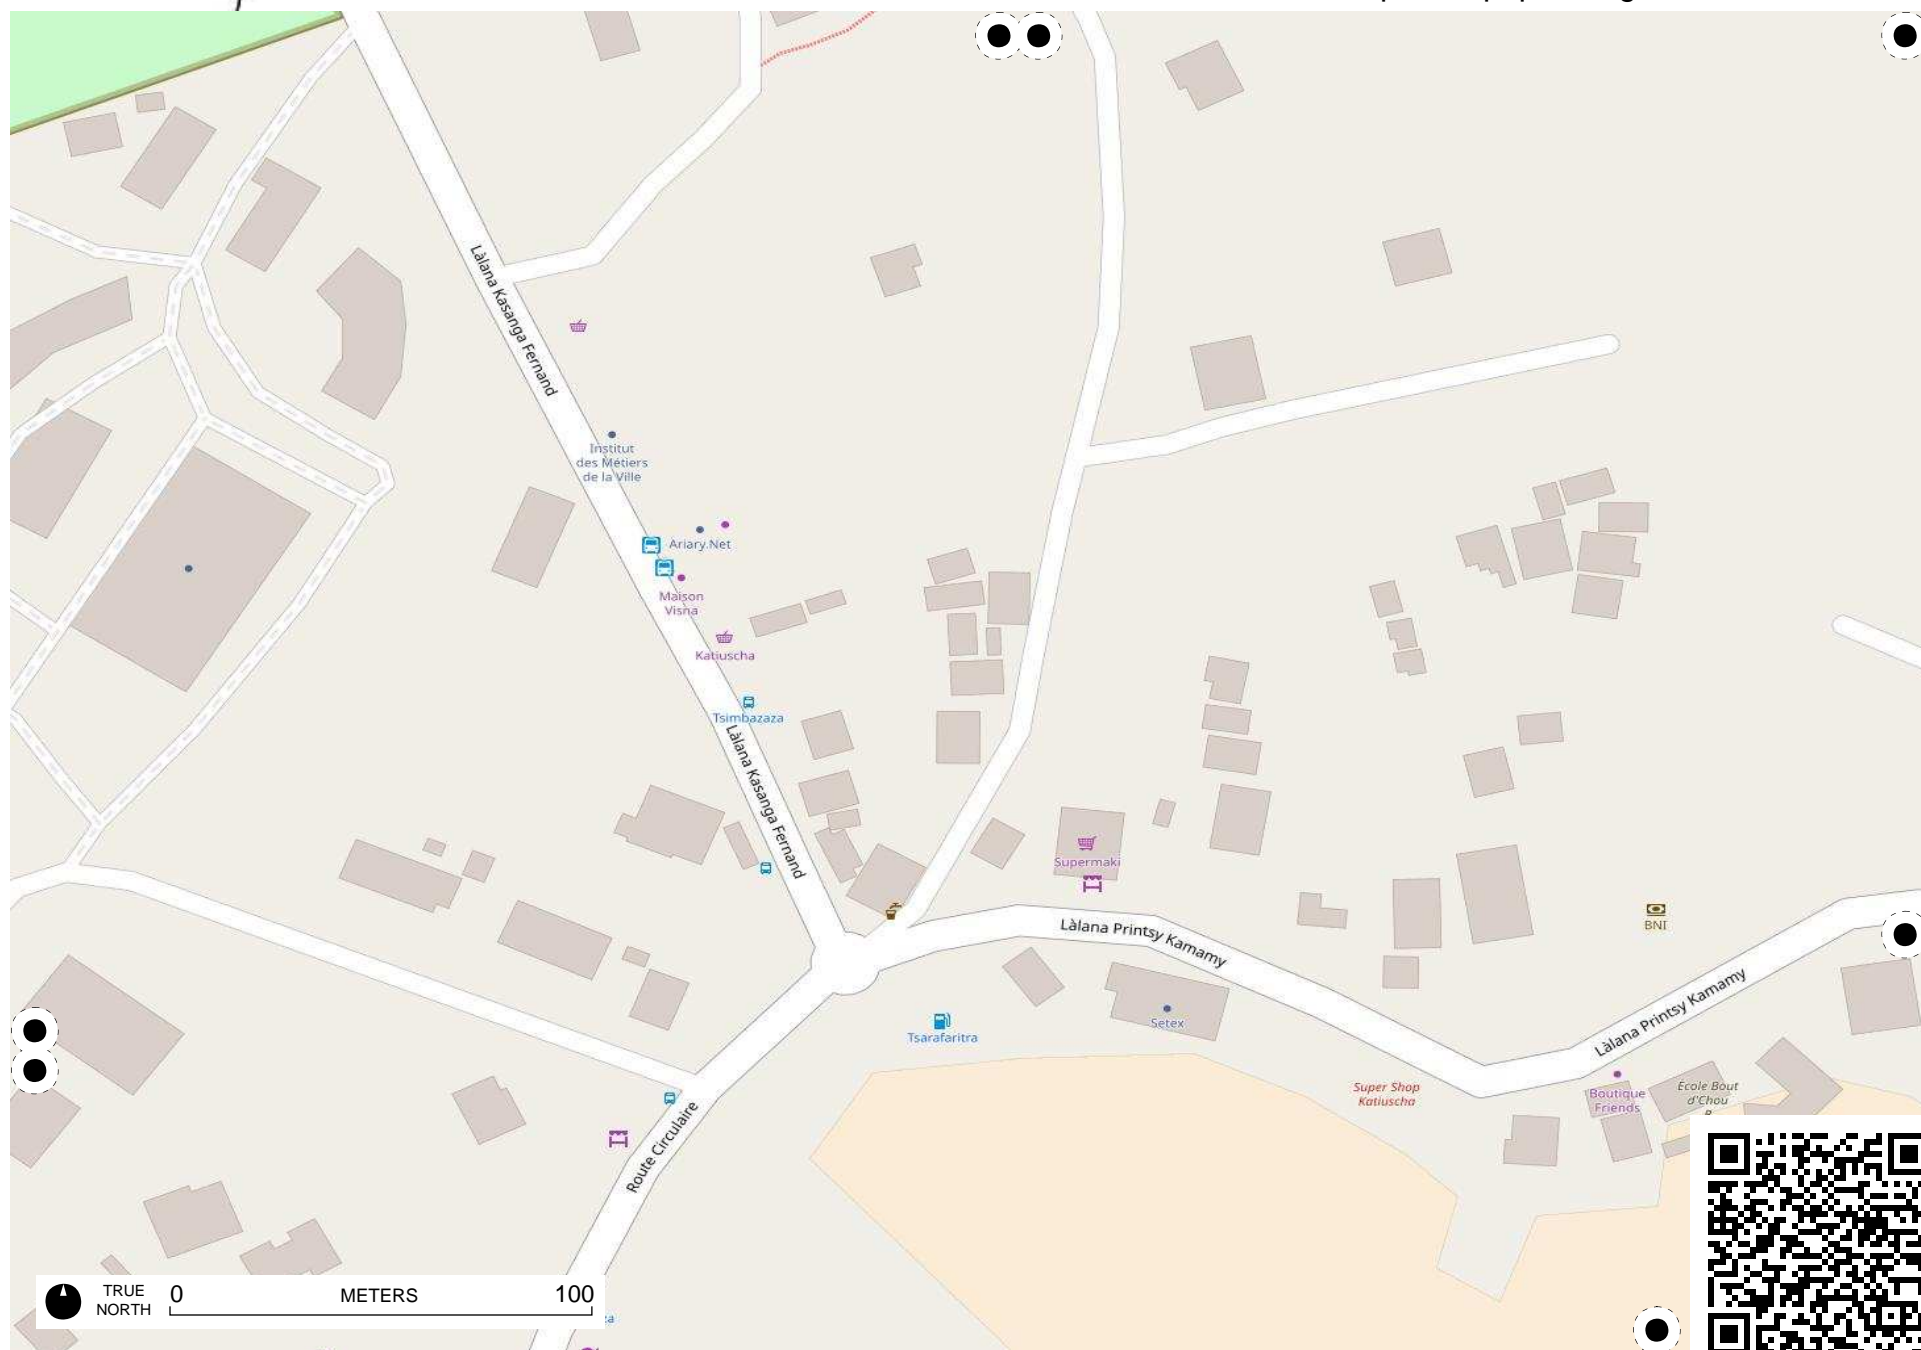 Làlana Kasanga Fernand
Institut
des Métiers
de la Ville
Ariary.Net
Maison
Visna
Katiuscha
Tsimbazaza
Làlana Kasanga Fernand
Supermaki
Làlana Printsy Kamamy
BNI
Làlana Printsy Kamamy
Setex
Tsarafaritra
Super Shop
Katiuscha
Boutique
Friends
École Bout
d'Chou
Route Circulaire
TRUE
NORTH
0 METERS 100
za